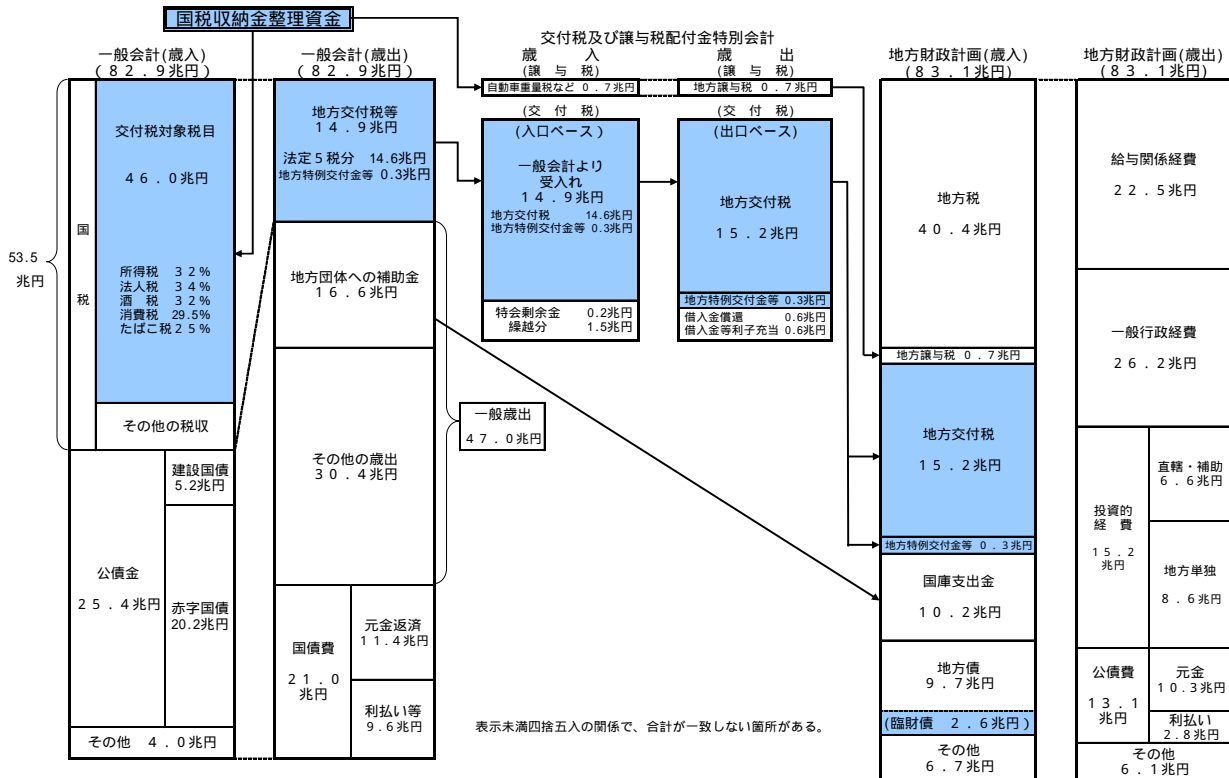 国税収納金整理資金
一般会計(歳入)
(82.9兆円)
53.5
兆円
国
税
交付税対象税目
46.0兆円
所得税 32%
法人税 34%
酒 税 32%
消費税 29.5%
たばこ税25%
その他の税収
公債金
25.4兆円
建設国債
5.2兆円
赤字国債
20.2兆円
その他 4.0兆円
一般会計(歳出)
(82.9兆円)
地方交付税等
14.9兆円
法定5税分 14.6兆円
地方特例交付金等 0.3兆円
地方団体への補助金
16.6兆円
その他の歳出
30.4兆円
一般歳出
47.0兆円
国債費
21.0
兆円
元金返済
11.4兆円
利払い等
9.6兆円
交付税及び譲与税配付金特別会計
歳 入
(譲 与 税)
自動車重量税など 0.7兆円
(交 付 税)
(入口ベース)
一般会計より
受入れ
14.9兆円
地方交付税 14.6兆円
地方特例交付金等 0.3兆円
特会剰余金 0.2兆円
繰越分 1.5兆円
歳 出
(譲 与 税)
地方譲与税 0.7兆円
(交 付 税)
(出口ベース)
地方交付税
15.2兆円
地方特例交付金等 0.3兆円
借入金償還 0.6兆円
借入金等利子充当 0.6兆円
地方財政計画(歳入)
(83.1兆円)
地方税
40.4兆円
地方譲与税 0.7兆円
地方交付税
15.2兆円
地方特例交付金等 0.3兆円
国庫支出金
10.2兆円
地方債
9.7兆円
(臨財債 2.6兆円)
その他
6.7兆円
地方財政計画(歳出)
(83.1兆円)
給与関係経費
22.5兆円
一般行政経費
26.2兆円
投資的
経 費
15.2
兆円
直轄・補助
6.6兆円
地方単独
8.6兆円
公債費
13.1
兆円
元金
10.3兆円
利払い
2.8兆円
その他
6.1兆円
表示未満四捨五入の関係で、合計が一致しない箇所がある。